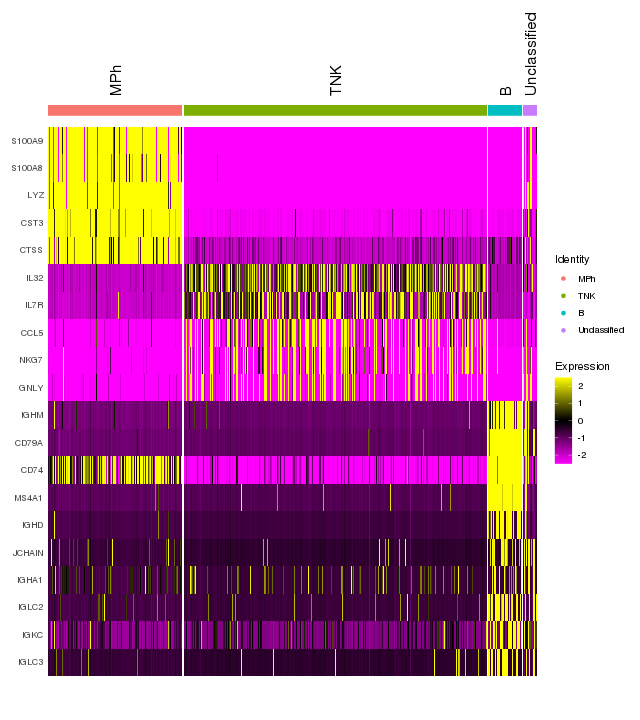 MPh
TNK
B
Unclassified
S100A9
S100A8
LYZ
CST3
CTSS
IL32
IL7R
CCL5
NKG7
GNLY
IGHM
CD79A
CD74
MS4A1
IGHD
JCHAIN
IGHA1
IGLC2
IGKC
IGLC3
Identity
MPh
TNK
B
Unclassified
Expression
2
1
0
-1
-2